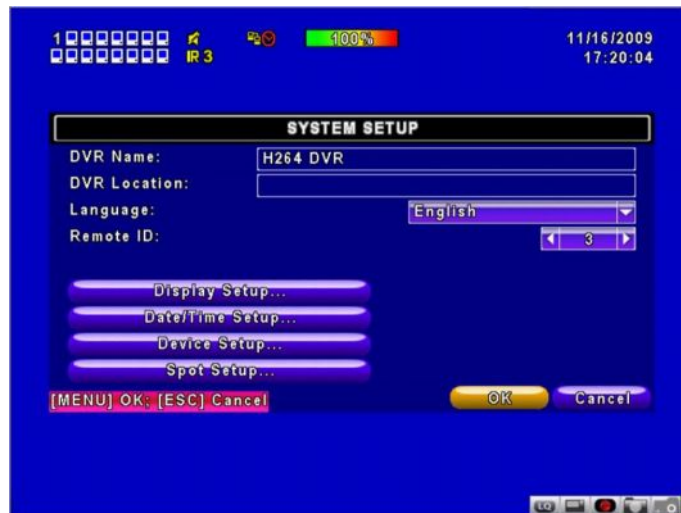 1 100% 11/16/2009
IR 3 17:20:04
SYSTEM SETUP
DVR Name: H264 DVR
DVR Location:
Language: English
Remote ID: 3
Display Setup...
Date/Time Setup...
Device Setup...
Spot Setup...
[MENU] OK; [ESC] Cancel OK Cancel
LQ